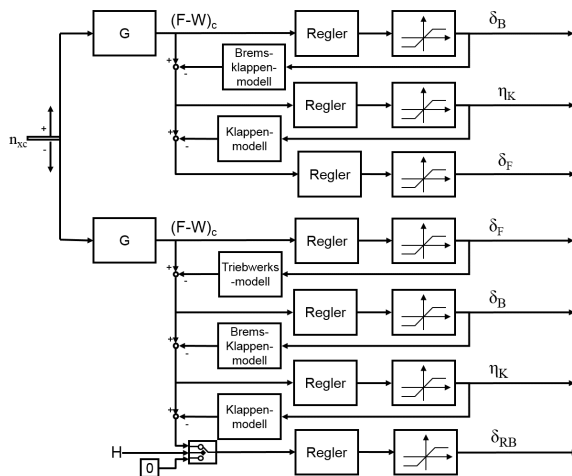 G
(F-W)c
Regler
δB
+
-
Brems-
klappen-
modell
Regler
ηK
+
-
Klappen-
modell
Regler
δF
nxc
+
-
G
(F-W)c
Regler
δF
+
-
Triebwerks
-modell
Regler
δB
+
-
Brems-
Klappen-
modell
Regler
ηK
+
-
Klappen-
modell
H
0
Regler
δRB